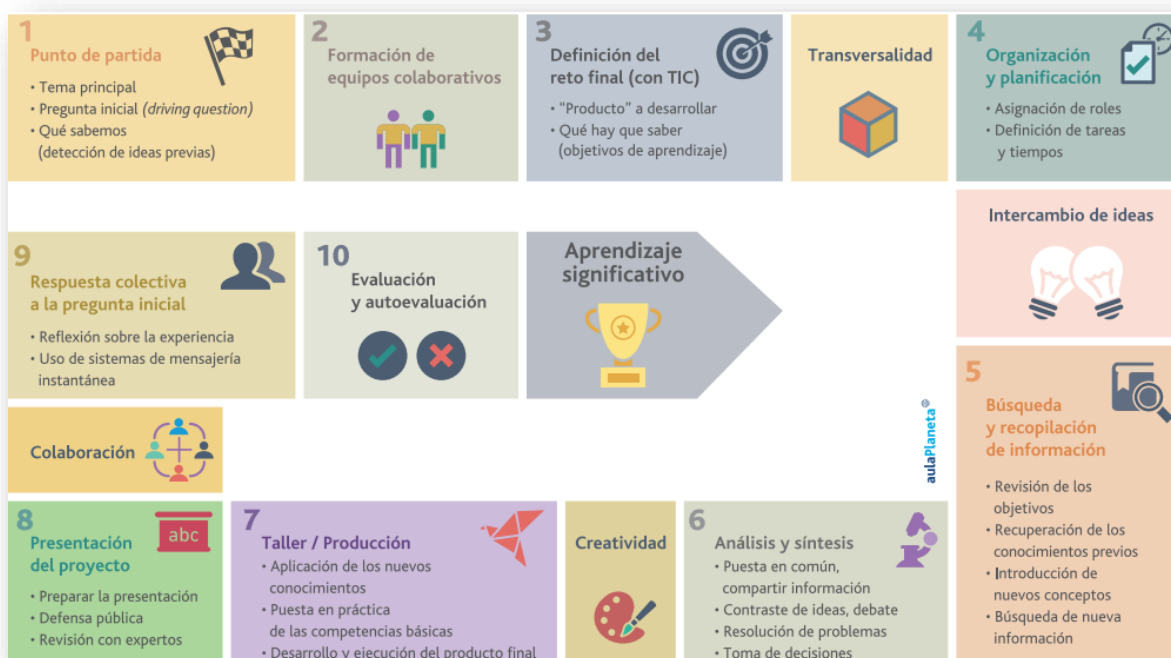 1
Punto de partida
• Tema principal
• Pregunta inicial (driving question)
• Qué sabemos
(detección de ideas previas)
2
Formación de
equipos colaborativos
3
Definición del
reto final (con TIC)
• "Producto" a desarrollar
• Qué hay que saber
(objetivos de aprendizaje)
Transversalidad
4
Organización
y planificación
• Asignación de roles
• Definición de tareas
y tiempos
Intercambio de ideas
5
Búsqueda
y recopilación
de información
• Revisión de los
objetivos
• Recuperación de los
conocimientos previos
• Introducción de
nuevos conceptos
• Búsqueda de nueva
información
6
Análisis y síntesis
• Puesta en común,
compartir información
• Contraste de ideas, debate
• Resolución de problemas
• Toma de decisiones
Creatividad
7
Taller / Producción
• Aplicación de los nuevos
conocimientos
• Puesta en práctica
de las competencias básicas
• Desarrollo y ejecución del producto final
8
Presentación
del proyecto
abc
• Preparar la presentación
• Defensa pública
• Revisión con expertos
Colaboración
9
Respuesta colectiva
a la pregunta inicial
• Reflexión sobre la experiencia
• Uso de sistemas de mensajería
instantánea
10
Evaluación
y autoevaluación
Aprendizaje
significativo
aulaPlaneta